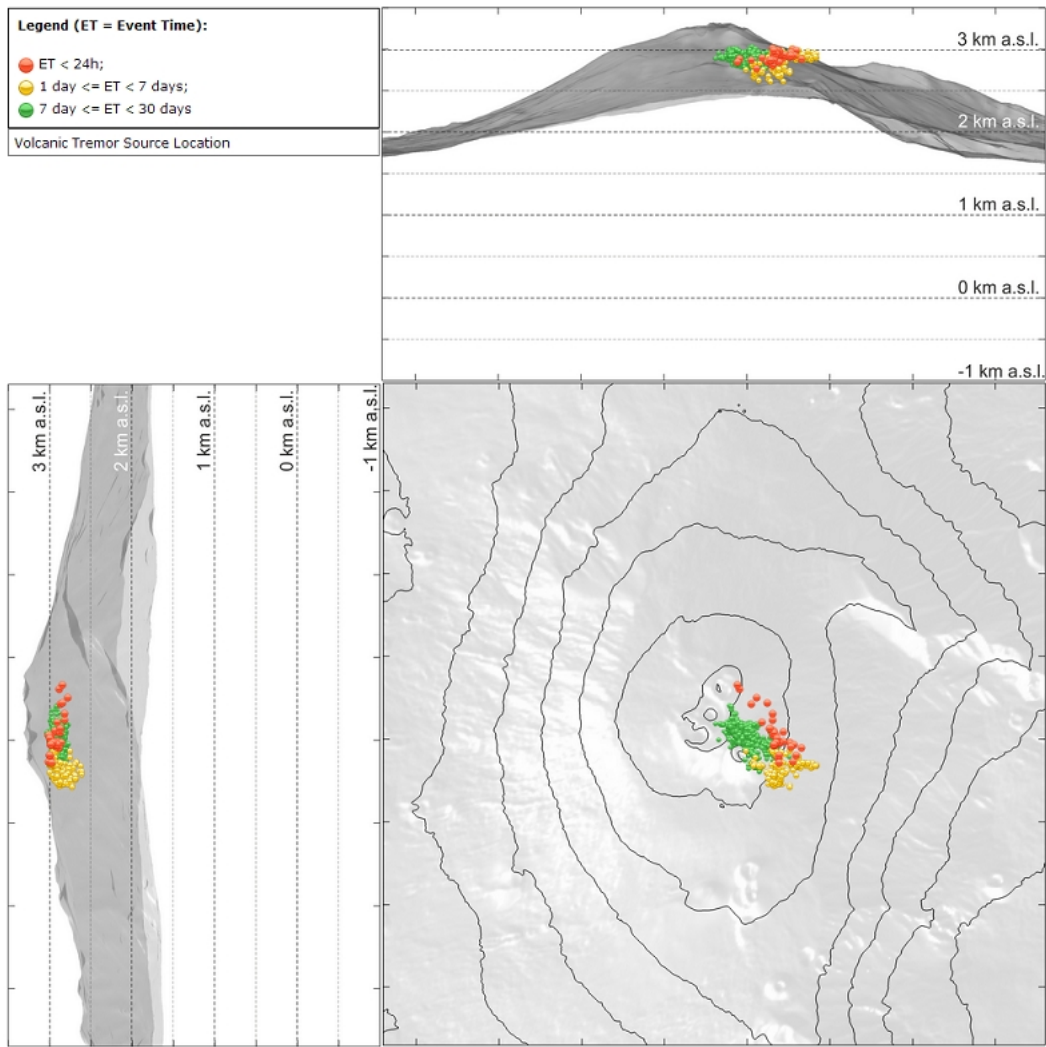 Legend (ET = Event Time):
ET < 24h;
1 day <= ET < 7 days;
7 day <= ET < 30 days
Volcanic Tremor Source Location
3 km a.s.l.
2 km a.s.l.
1 km a.s.l.
0 km a.s.l.
-1 km a.s.l.
3 km a.s.l.
2 km a.s.l.
1 km a.s.l.
0 km a.s.l.
-1 km a.s.l.